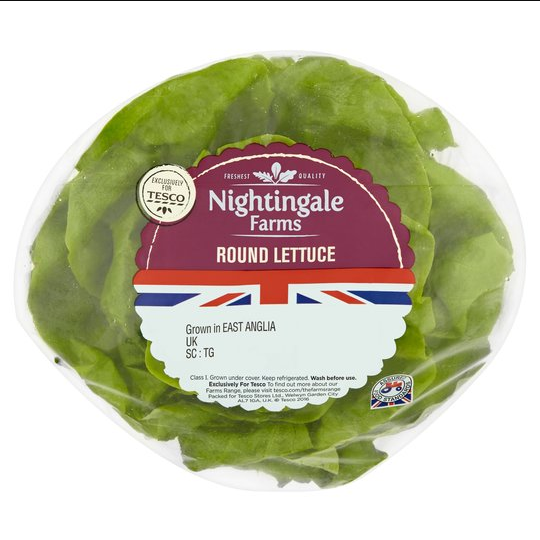 EXCLUSIVELY
FOR
TESCO
FRESHEST QUALITY
Nightingale
Farms
ROUND LETTUCE
Grown in EAST ANGLIA
UK
SC : TG
Class I. Grown under cover. Keep refrigerated. Wash before use.
Exclusively For Tesco To find out more about our
Farms Range, please visit tesco.com/thefarmsrange
Packed for Tesco Stores Ltd., Welwyn Garden City
AL7 1GA, U.K. © Tesco 2016